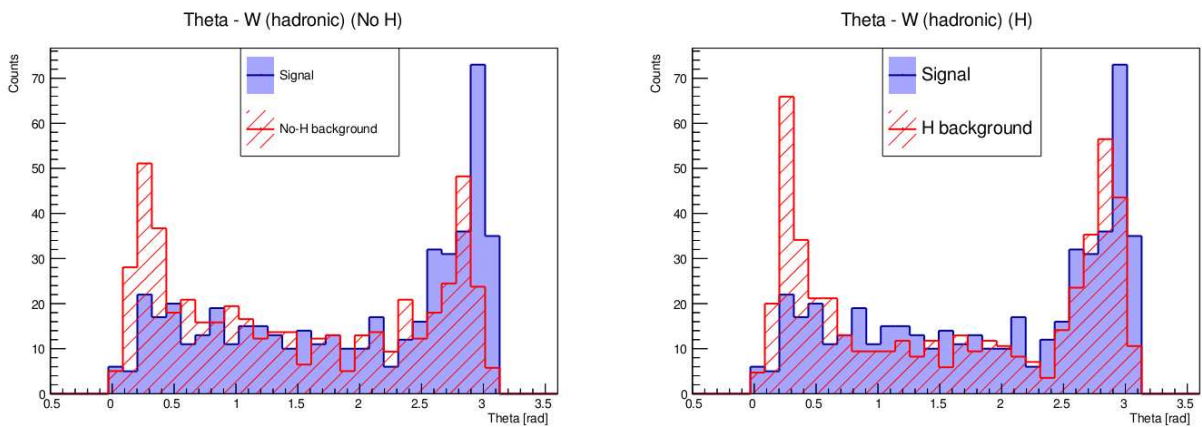 Theta - W (hadronic) (No H)
Counts
70
60
50
40
30
20
10
0
Signal
No-H background
0.5 0 0.5 1 1.5 2 2.5 3 3.5
Theta [rad]
Theta - W (hadronic) (H)
Counts
70
60
50
40
30
20
10
0
Signal
H background
0.5 0 0.5 1 1.5 2 2.5 3 3.5
Theta [rad]